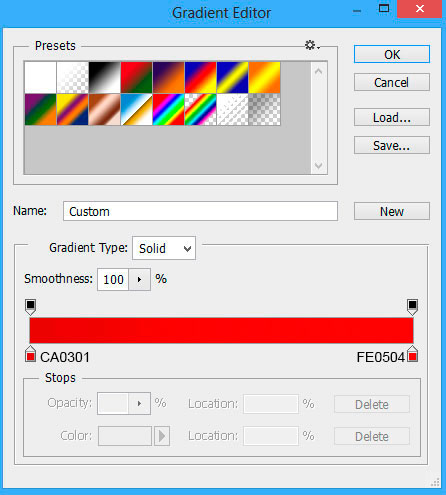 Gradient Editor
Presets
OK
Cancel
Load...
Save...
Name: Custom
New
Gradient Type: Solid
Smoothness: 100 %
CA0301
FE0504
Stops
Opacity: % Location: % Delete
Color: Location: % Delete